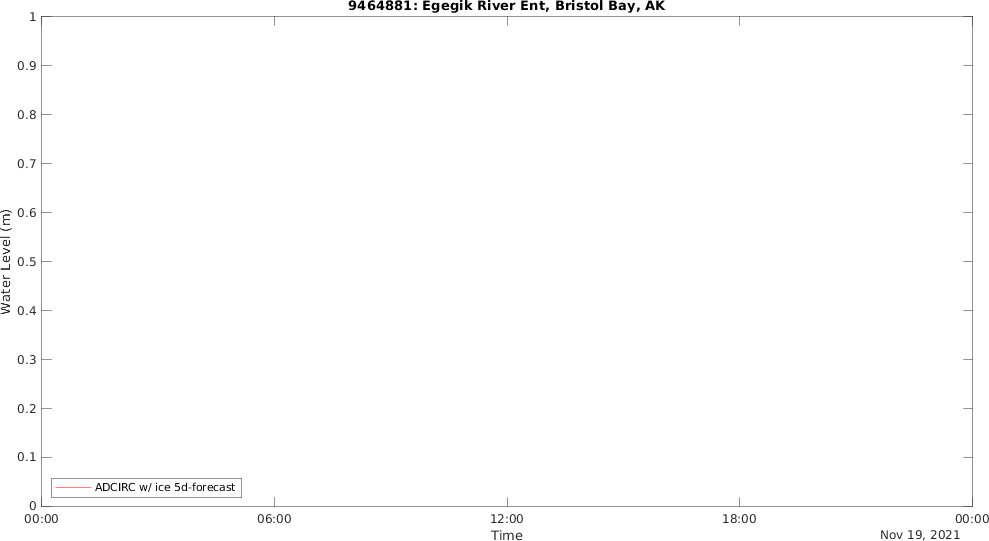 9464881: Egegik River Ent, Bristol Bay, AK
1
0.9
0.8
0.7
0.6
0.5
0.4
0.3
0.2
0.1
0
Water Level (m)
ADCIRC w/ ice 5d-forecast
00:00 06:00 12:00 18:00 00:00
Time
Nov 19, 2021